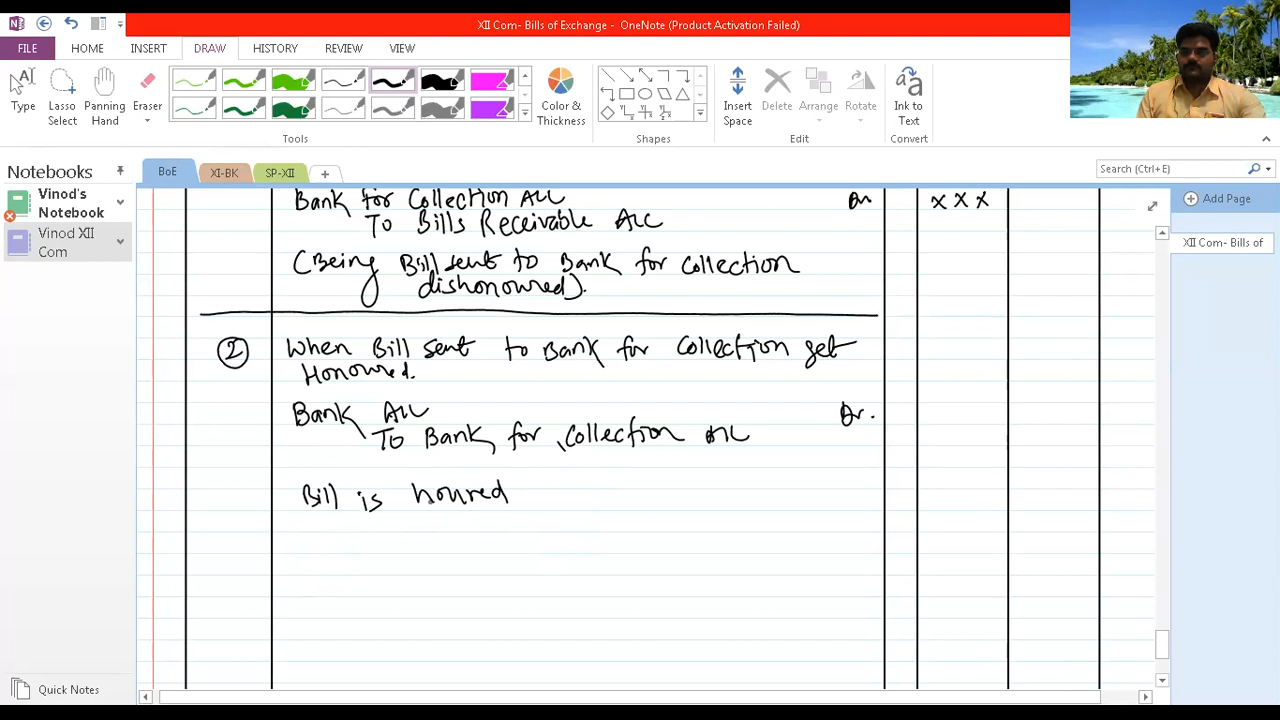 XII Com- Bills of Exchange - OneNote (Product Activation Failed)
FILE HOME INSERT DRAW HISTORY REVIEW VIEW
Type Lasso Select Panning Hand Eraser Color & Thickness Insert Space Delete Arrange Rotate Ink to Text
Tools Shapes Edit Convert
Notebooks BoE XI-BK SP-XII Search (Ctrl+E)
Vinod's Notebook
Vinod XII Com
Add Page
XII Com- Bills of
Bank for Collection A/C Dr x x x
To Bills Receivable A/C
(Being Bill sent to Bank for Collection
dishonoured).
2 When Bill sent to Bank for Collection get
Honoured.
Bank A/C Dr.
To Bank for Collection A/C
Bill is honured
Quick Notes